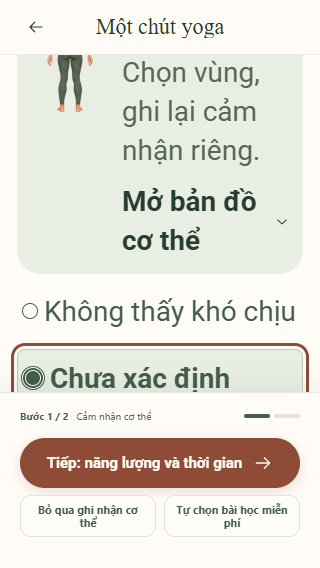 Một chút yoga
Chọn vùng,
ghi lại cảm
nhận riêng.
Mở bản đồ
cơ thể
Không thấy khó chịu
Chưa xác định
Bước 1 / 2 Cảm nhận cơ thể
Tiếp: năng lượng và thời gian
Bỏ qua ghi nhận cơ
thể
Tự chọn bài học miễn
phí